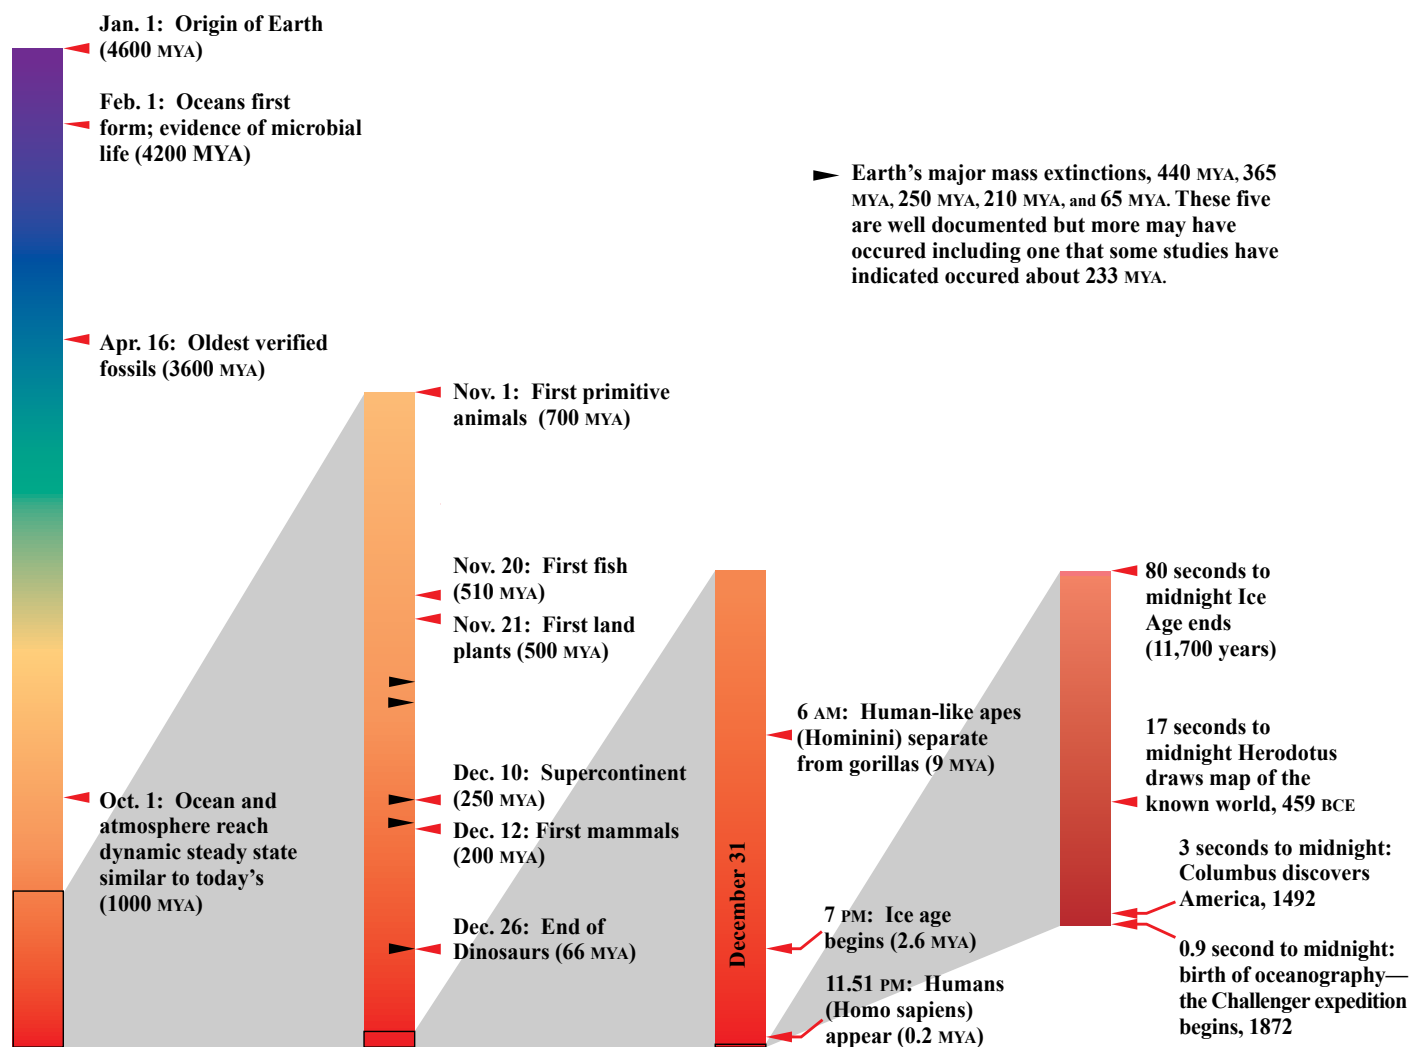 Jan. 1: Origin of Earth
(4600 MYA)
Feb. 1: Oceans first
form; evidence of microbial
life (4200 MYA)
Earth’s major mass extinctions, 440 MYA, 365
MYA, 250 MYA, 210 MYA, and 65 MYA. These five
are well documented but more may have
occured including one that some studies have
indicated occured about 233 MYA.
Apr. 16: Oldest verified
fossils (3600 MYA)
Oct. 1: Ocean and
atmosphere reach
dynamic steady state
similar to today’s
(1000 MYA)
Nov. 1: First primitive
animals (700 MYA)
Nov. 20: First fish
(510 MYA)
Nov. 21: First land
plants (500 MYA)
Dec. 10: Supercontinent
(250 MYA)
Dec. 12: First mammals
(200 MYA)
Dec. 26: End of
Dinosaurs (66 MYA)
December 31
6 AM: Human-like apes
(Hominini) separate
from gorillas (9 MYA)
7 PM: Ice age
begins (2.6 MYA)
11.51 PM: Humans
(Homo sapiens)
appear (0.2 MYA)
80 seconds to
midnight Ice
Age ends
(11,700 years)
17 seconds to
midnight Herodotus
draws map of the
known world, 459 BCE
3 seconds to midnight:
Columbus discovers
America, 1492
0.9 second to midnight:
birth of oceanography—
the Challenger expedition
begins, 1872